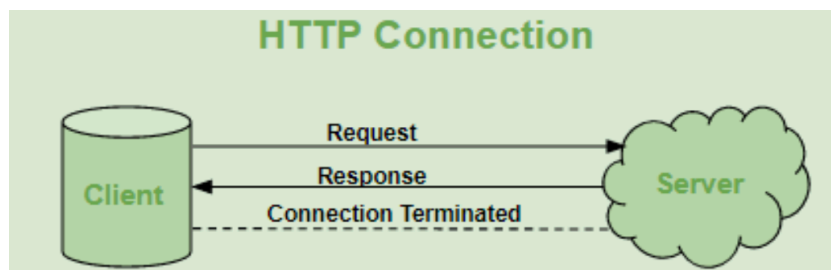 HTTP Connection
Request
Response
Client
Server
Connection Terminated